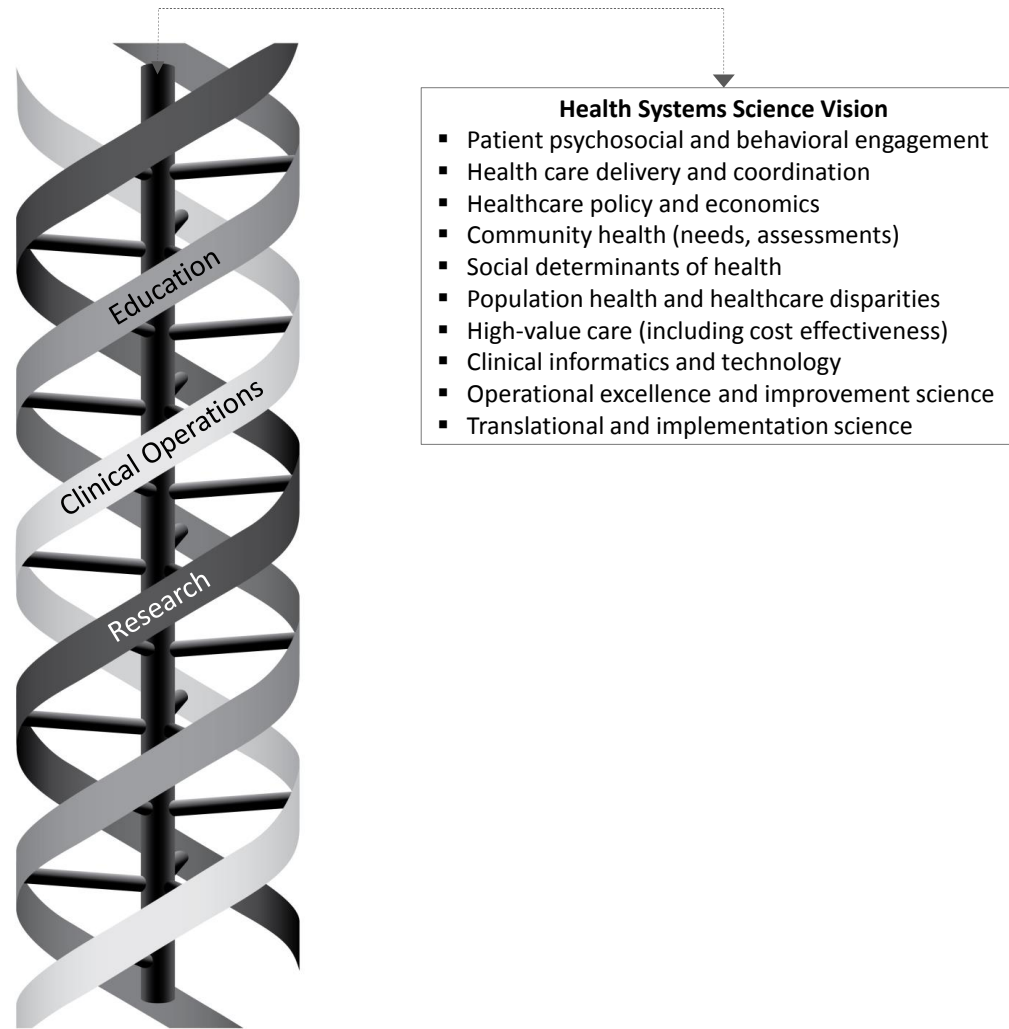 Health Systems Science Vision
▪ Patient psychosocial and behavioral engagement
▪ Health care delivery and coordination
▪ Healthcare policy and economics
▪ Community health (needs, assessments)
▪ Social determinants of health
▪ Population health and healthcare disparities
▪ High-value care (including cost effectiveness)
▪ Clinical informatics and technology
▪ Operational excellence and improvement science
▪ Translational and implementation science
Education
Clinical Operations
Research